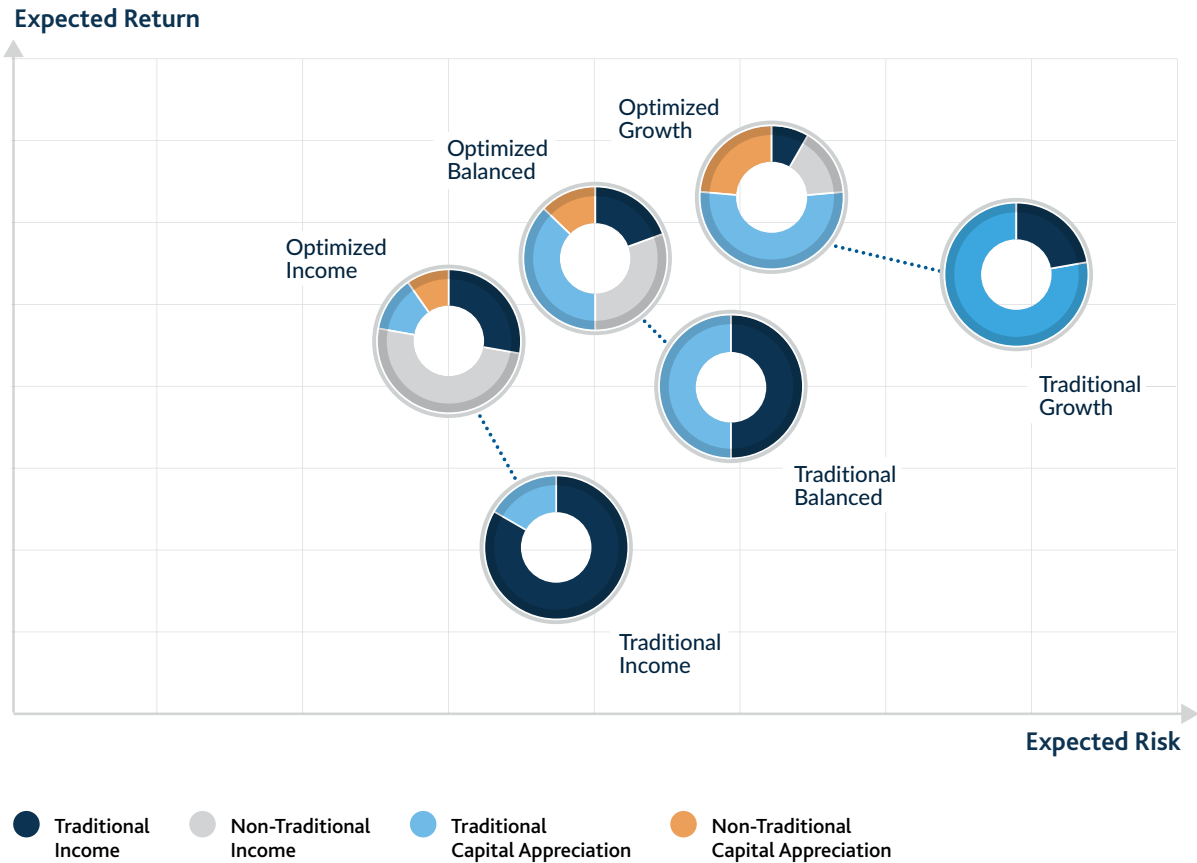 Expected Return
Optimized
Growth
Optimized
Balanced
Optimized
Income
Traditional
Growth
Traditional
Balanced
Traditional
Income
Expected Risk
Traditional
Income
Non-Traditional
Income
Traditional
Capital Appreciation
Non-Traditional
Capital Appreciation